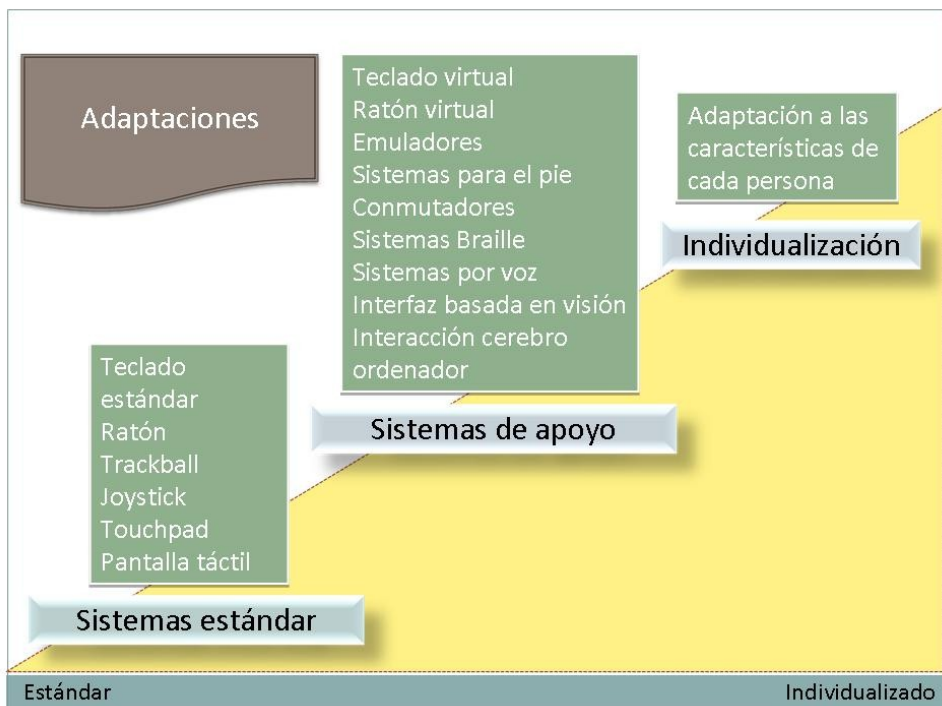 Adaptaciones
Teclado virtual
Ratón virtual
Emuladores
Sistemas para el pie
Conmutadores
Sistemas Braille
Sistemas por voz
Interfaz basada en visión
Interacción cerebro
ordenador
Adaptación a las
características de
cada persona
Individualización
Teclado
estándar
Ratón
Trackball
Joystick
Touchpad
Pantalla táctil
Sistemas de apoyo
Sistemas estándar
Estándar
Individualizado